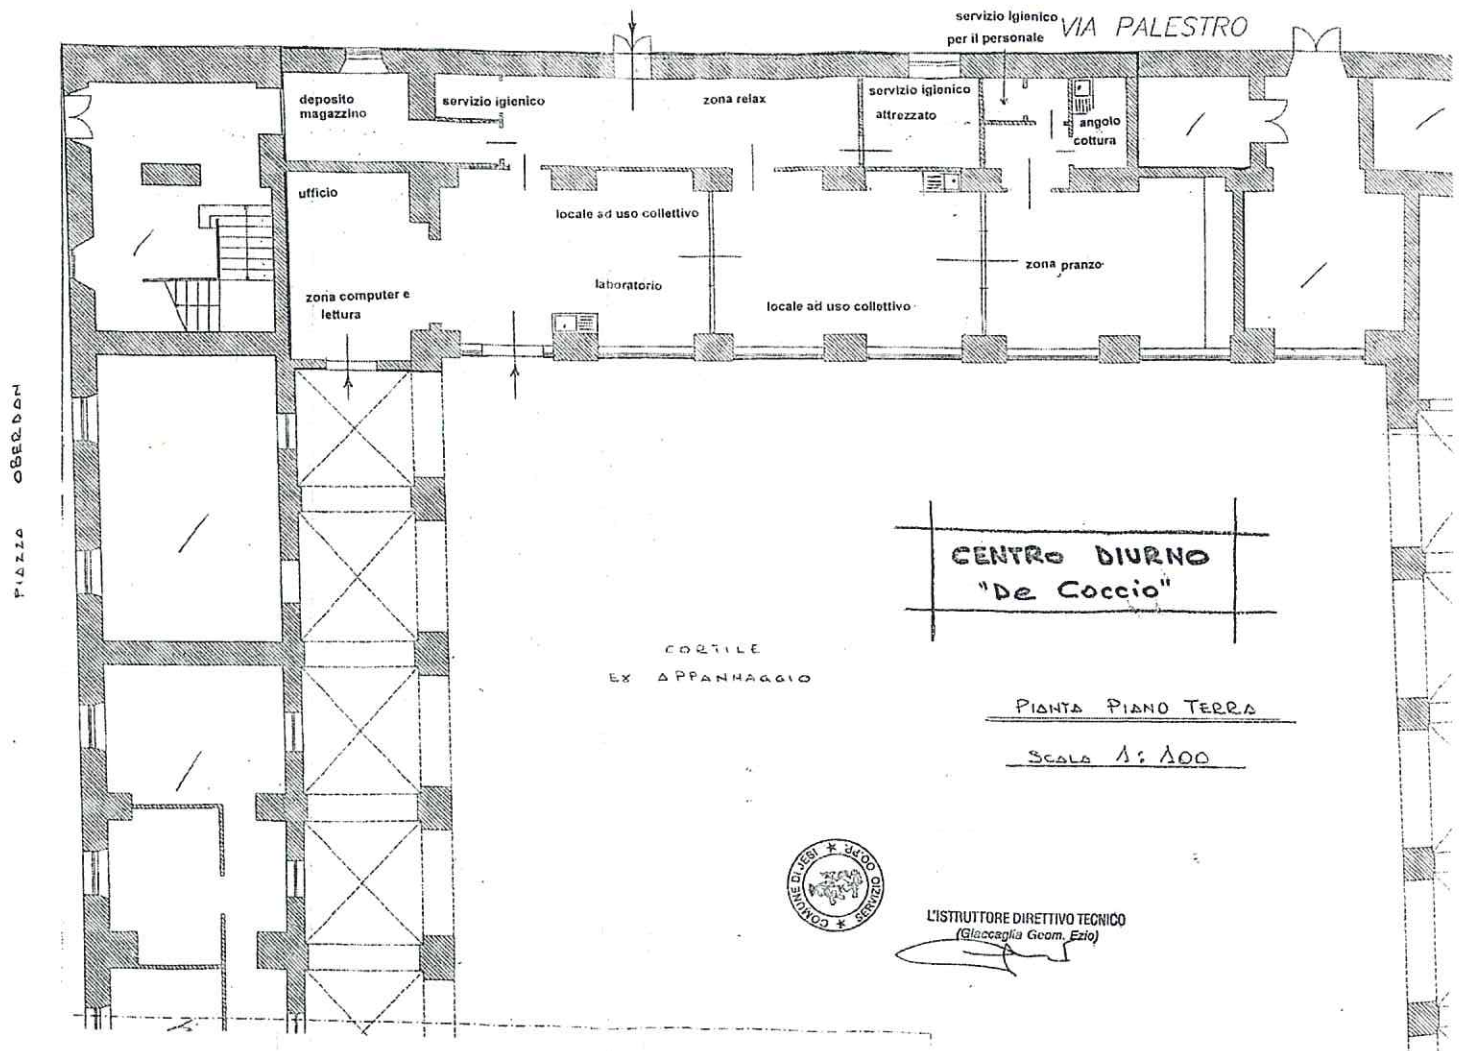 servizio Igienico
per il personale
VIA PALESTRO
deposito
magazzino
servizio igienico
zona relax
servizio igienico
attrezzato
angolo
cottura
ufficio
locale ad uso collettivo
laboratorio
zona computer e
lettura
locale ad uso collettivo
zona pranzo
PIAZZA OBERDAN
CENTRO DIURNO
"De Coccio"
CORTILE
EX APPANNAGGIO
PIANTA PIANO TERRA
SCALA 1:100
COMUNE DI JESI ★ SERVIZIO OO.PP. ★
L'ISTRUTTORE DIRETTIVO TECNICO
(Giaccaglia Geom. Ezio)